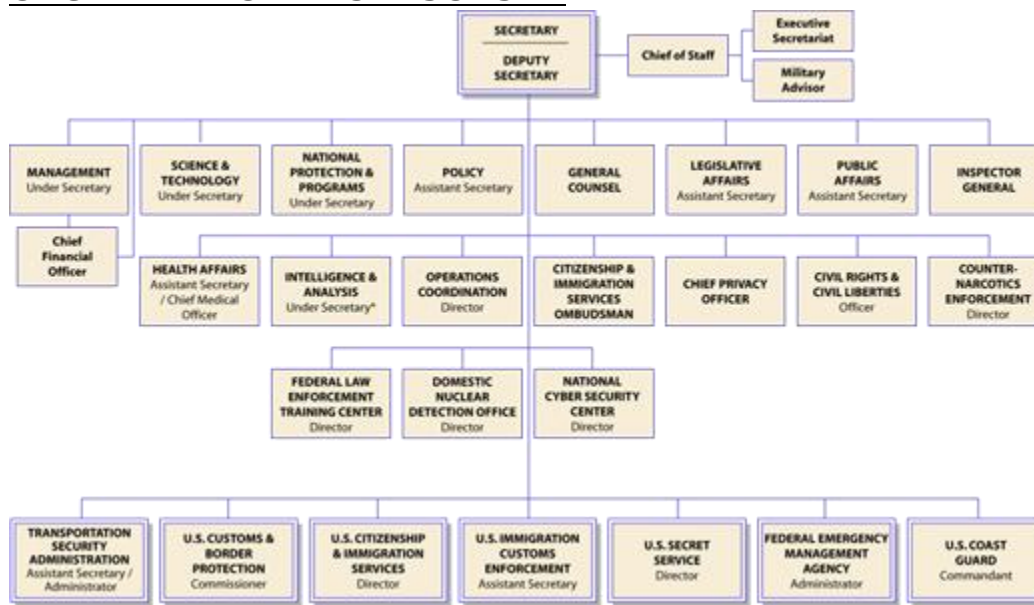 SECRETARY
DEPUTY
SECRETARY
Chief of Staff
Executive
Secretariat
Military
Advisor
MANAGEMENT
Under Secretary
SCIENCE &
TECHNOLOGY
Under Secretary
NATIONAL
PROTECTION &
PROGRAMS
Under Secretary
POLICY
Assistant Secretary
GENERAL
COUNSEL
LEGISLATIVE
AFFAIRS
Assistant Secretary
PUBLIC
AFFAIRS
Assistant Secretary
INSPECTOR
GENERAL
Chief
Financial
Officer
HEALTH AFFAIRS
Assistant Secretary
/ Chief Medical
Officer
INTELLIGENCE &
ANALYSIS
Under Secretary*
OPERATIONS
COORDINATION
Director
CITIZENSHIP &
IMMIGRATION
SERVICES
OMBUDSMAN
CHIEF PRIVACY
OFFICER
CIVIL RIGHTS &
CIVIL LIBERTIES
Officer
COUNTER-
NARCOTICS
ENFORCEMENT
Director
FEDERAL LAW
ENFORCEMENT
TRAINING CENTER
Director
DOMESTIC
NUCLEAR
DETECTION OFFICE
Director
NATIONAL
CYBER SECURITY
CENTER
Director
TRANSPORTATION
SECURITY
ADMINISTRATION
Assistant Secretary /
Administrator
U.S. CUSTOMS &
BORDER
PROTECTION
Commissioner
U.S. CITIZENSHIP
& IMMIGRATION
SERVICES
Director
U.S. IMMIGRATION
CUSTOMS
ENFORCEMENT
Assistant Secretary
U.S. SECRET
SERVICE
Director
FEDERAL EMERGENCY
MANAGEMENT
AGENCY
Administrator
U.S. COAST
GUARD
Commandant